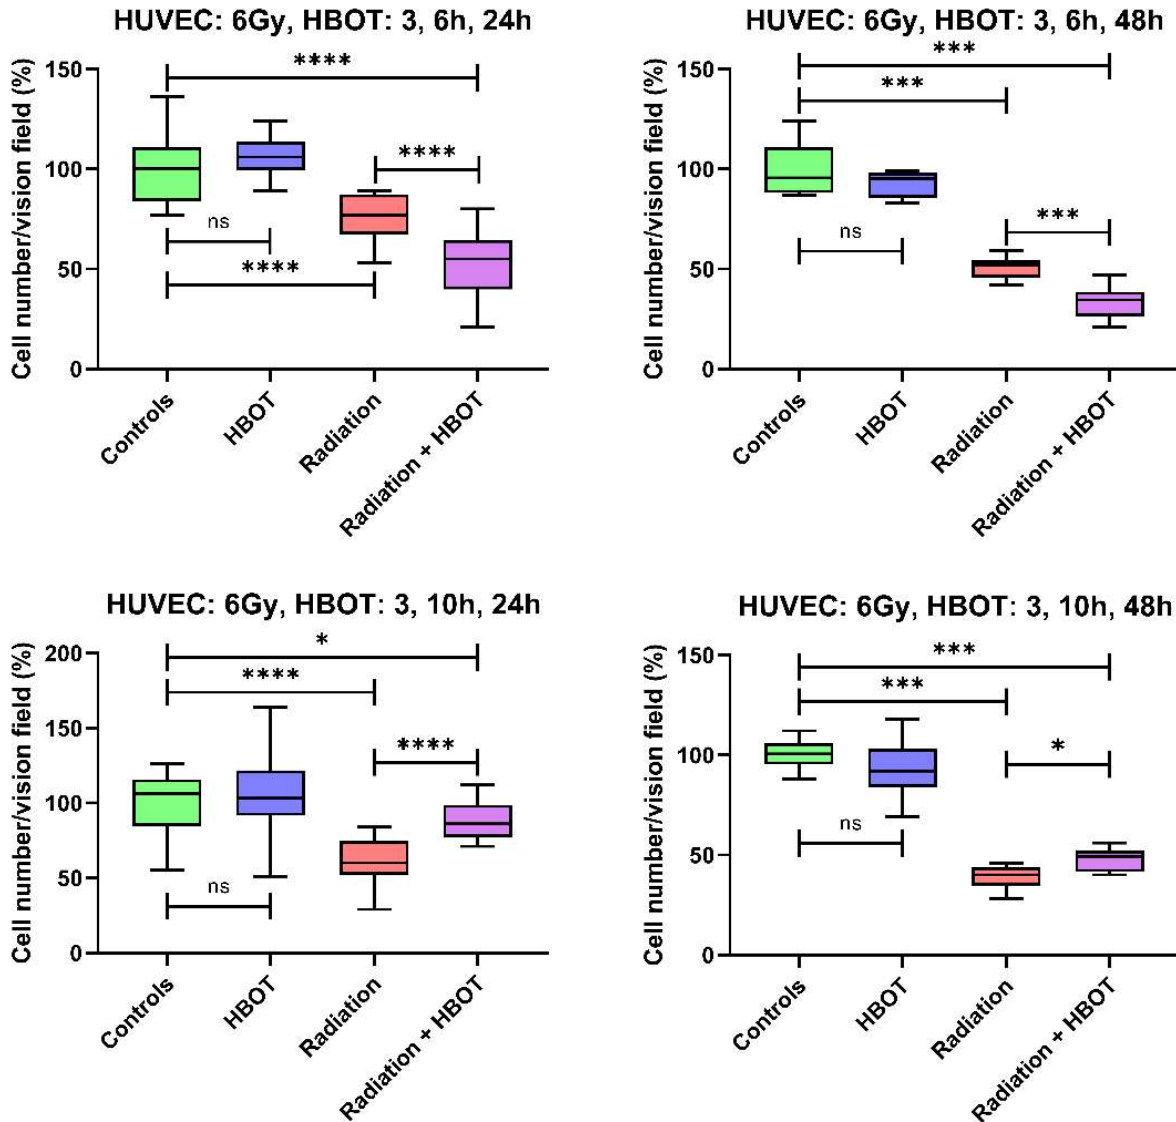 HUVEC: 6Gy, HBOT: 3, 6h, 24h
Cell number/vision field (%)
150
100
50
0
****
****
ns
****
Controls
HBOT
Radiation
Radiation + HBOT
HUVEC: 6Gy, HBOT: 3, 6h, 48h
Cell number/vision field (%)
150
100
50
0
***
***
***
ns
Controls
HBOT
Radiation
Radiation + HBOT
HUVEC: 6Gy, HBOT: 3, 10h, 24h
Cell number/vision field (%)
200
150
100
50
0
*
****
****
ns
Controls
HBOT
Radiation
Radiation + HBOT
HUVEC: 6Gy, HBOT: 3, 10h, 48h
Cell number/vision field (%)
150
100
50
0
***
***
*
ns
Controls
HBOT
Radiation
Radiation + HBOT